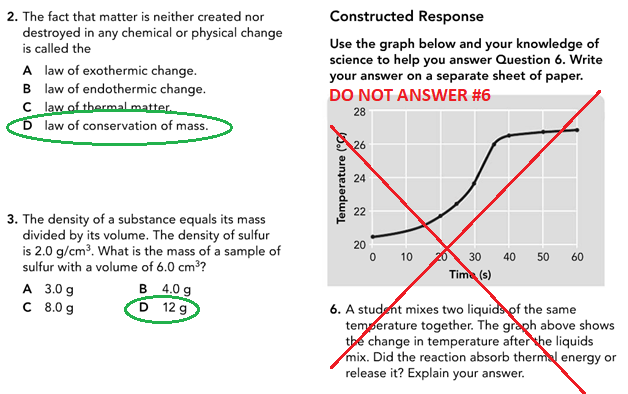 2. The fact that matter is neither created nor
destroyed in any chemical or physical change
is called the
A law of exothermic change.
B law of endothermic change.
C law of thermal matter.
D law of conservation of mass.
3. The density of a substance equals its mass
divided by its volume. The density of sulfur
is 2.0 g/cm³. What is the mass of a sample of
sulfur with a volume of 6.0 cm³?
A 3.0 g B 4.0 g
C 8.0 g D 12 g
Constructed Response
Use the graph below and your knowledge of
science to help you answer Question 6. Write
your answer on a separate sheet of paper.
DO NOT ANSWER #6
28
26
24
22
20
Temperature (°C)
0 10 20 30 40 50 60
Time (s)
6. A student mixes two liquids of the same
temperature together. The graph above shows
the change in temperature after the liquids
mix. Did the reaction absorb thermal energy or
release it? Explain your answer.